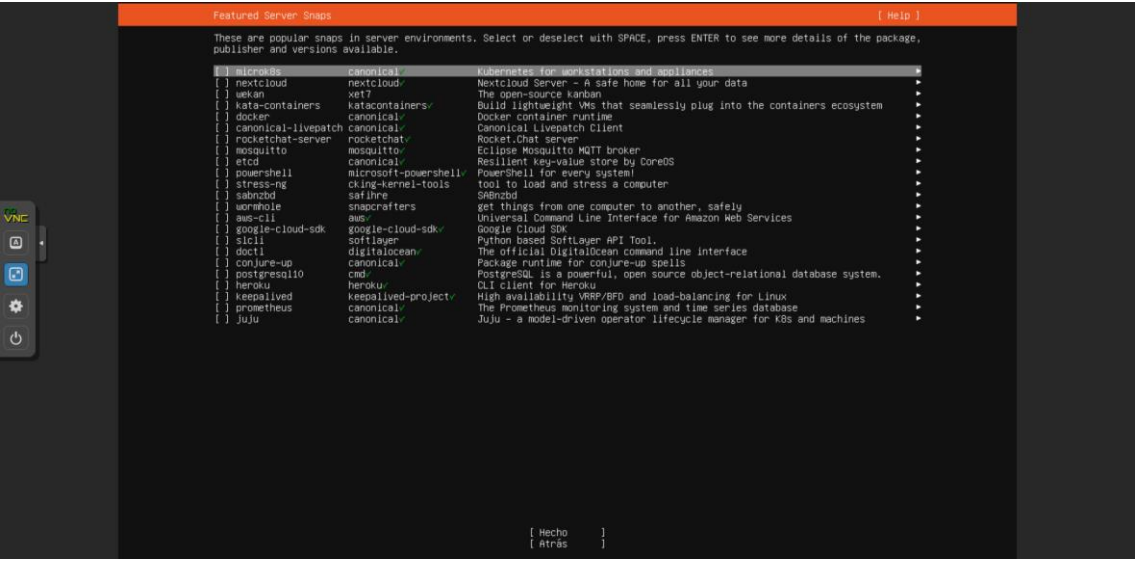 Featured Server Snaps [ Help ]
These are popular snaps in server environments. Select or deselect with SPACE, press ENTER to see more details of the package,
publisher and versions available.
[ ] microk8s canonical✓ Kubernetes for workstations and appliances ▸
[ ] nextcloud nextcloud✓ Nextcloud Server – A safe home for all your data ▸
[ ] wekan xet7 The open-source kanban ▸
[ ] kata-containers katacontainers✓ Build lightweight VMs that seamlessly plug into the containers ecosystem ▸
[ ] docker canonical✓ Docker container runtime ▸
[ ] canonical-livepatch canonical✓ Canonical Livepatch Client ▸
[ ] rocketchat-server rocketchat✓ Rocket.Chat server ▸
[ ] mosquitto mosquitto✓ Eclipse Mosquitto MQTT broker ▸
[ ] etcd canonical✓ Resilient key-value store by CoreOS ▸
[ ] powershell microsoft-powershell✓ PowerShell for every system! ▸
[ ] stress-ng cking-kernel-tools tool to load and stress a computer ▸
[ ] sabnzbd safihre SABnzbd ▸
[ ] wormhole snapcrafters get things from one computer to another, safely ▸
[ ] aws-cli aws✓ Universal Command Line Interface for Amazon Web Services ▸
[ ] google-cloud-sdk google-cloud-sdk✓ Google Cloud SDK ▸
[ ] slcli softlayer Python based SoftLayer API Tool. ▸
[ ] doctl digitalocean✓ The official DigitalOcean command line interface ▸
[ ] conjure-up canonical✓ Package runtime for conjure-up spells ▸
[ ] postgresql10 cmd✓ PostgreSQL is a powerful, open source object-relational database system. ▸
[ ] heroku heroku✓ CLI client for Heroku ▸
[ ] keepalived keepalived-project✓ High availability VRRP/BFD and load-balancing for Linux ▸
[ ] prometheus canonical✓ The Prometheus monitoring system and time series database ▸
[ ] juju canonical✓ Juju – a model-driven operator lifecycle manager for K8s and machines ▸
no
VNC
A
[ Hecho ]
[ Atrás ]